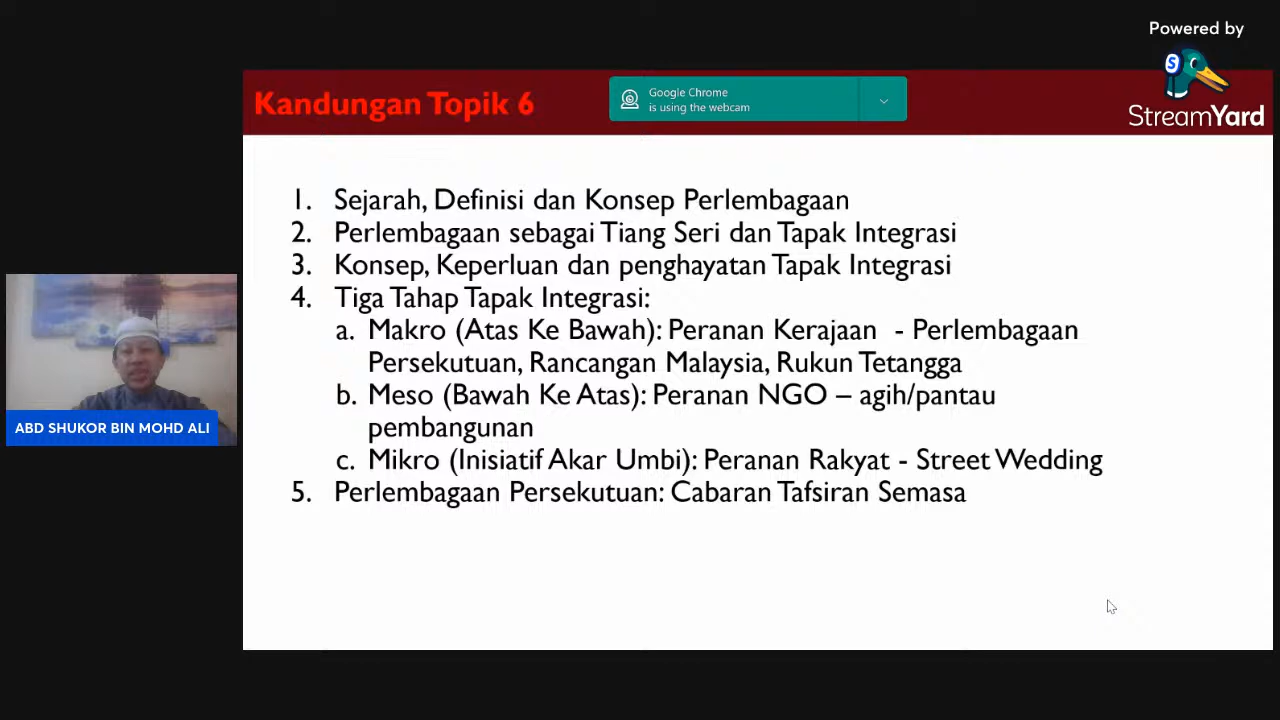 Powered by
StreamYard
Kandungan Topik 6
Google Chrome
is using the webcam
1. Sejarah, Definisi dan Konsep Perlembagaan
2. Perlembagaan sebagai Tiang Seri dan Tapak Integrasi
3. Konsep, Keperluan dan penghayatan Tapak Integrasi
4. Tiga Tahap Tapak Integrasi:
a. Makro (Atas Ke Bawah): Peranan Kerajaan - Perlembagaan
Persekutuan, Rancangan Malaysia, Rukun Tetangga
b. Meso (Bawah Ke Atas): Peranan NGO – agih/pantau
pembangunan
c. Mikro (Inisiatif Akar Umbi): Peranan Rakyat - Street Wedding
5. Perlembagaan Persekutuan: Cabaran Tafsiran Semasa
ABD SHUKOR BIN MOHD ALI